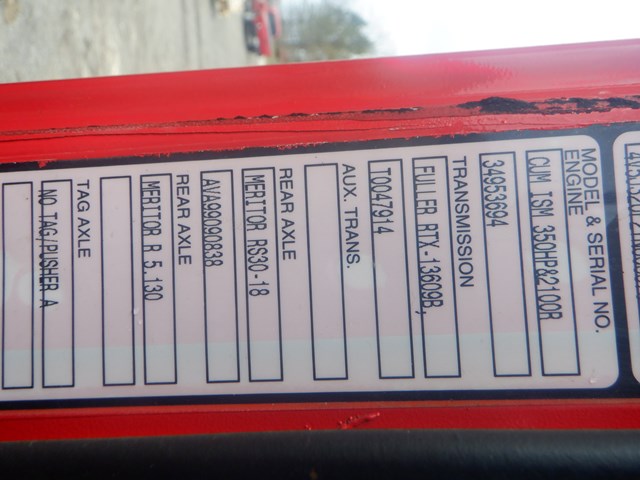 MODEL & SERIAL NO.
ENGINE
CUM ISM 350HP&2100R
34953694
TRANSMISSION
FULLER RTX-13609B,
T0047914
AUX. TRANS.
REAR AXLE
MERITOR RS30-18
AVA99090838
REAR AXLE
MERITOR R 5.130
TAG AXLE
NO TAG/PUSHER A